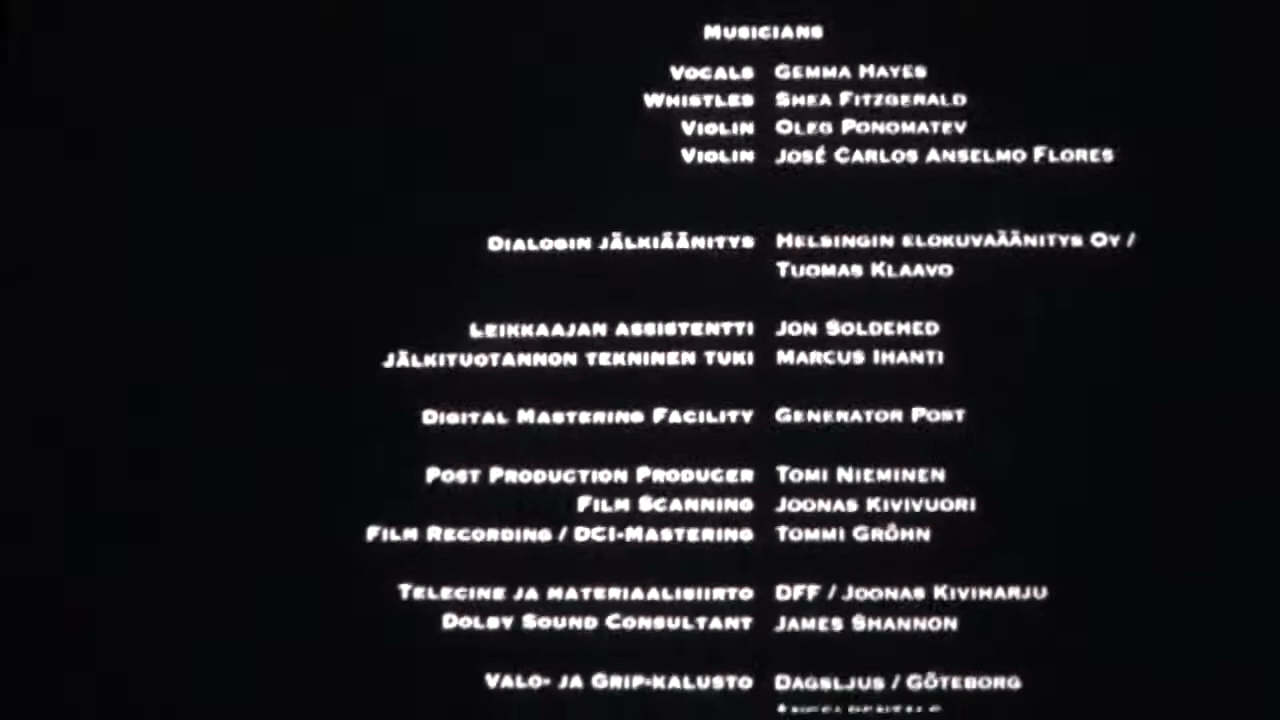 MUSICIANS
VOCALS GEMMA HAYES
WHISTLES SHEA FITZGERALD
VIOLIN OLEG PONOMATEV
VIOLIN JOSÉ CARLOS ANSELMO FLORES
DIALOGIN JÄLKIÄÄNITYS HELSINGIN ELOKUVAÄÄNITYS OY /
TUOMAS KLAAVO
LEIKKAAJAN ASSISTENTTI JON SOLDEHED
JÄLKITUOTANNON TEKNINEN TUKI MARCUS IHANTI
DIGITAL MASTERING FACILITY GENERATOR POST
POST PRODUCTION PRODUCER TOMI NIEMINEN
FILM SCANNING JOONAS KIVIVUORI
FILM RECORDING / DCI-MASTERING TOMMI GRÖHN
TELECINE JA MATERIAALISIIRTO DFF / JOONAS KIVIHARJU
DOLBY SOUND CONSULTANT JAMES SHANNON
VALO- JA GRIP-KALUSTO DAGSLJUS / GÖTEBORG